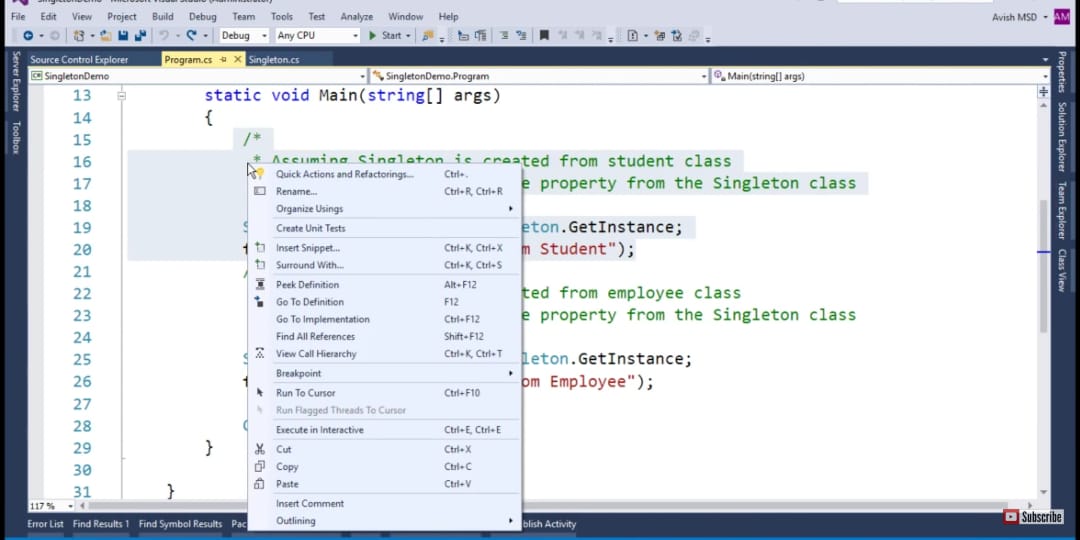 SingletonDemo - Microsoft Visual Studio (Administrator)
File Edit View Project Build Debug Team Tools Test Analyze Window Help Avish MSD AM
Debug Any CPU Start
Source Control Explorer Program.cs Singleton.cs
SingletonDemo SingletonDemo.Program Main(string[] args)
Server Explorer
Toolbox
Properties
Solution Explorer
Team Explorer
Class View
13 static void Main(string[] args)
14 {
15 /*
16 * Assuming Singleton is created from student class
17 e property from the Singleton class
18
19 S eton.GetInstance;
20 f m Student");
21 /
22 ted from employee class
23 e property from the Singleton class
24
25 S leton.GetInstance;
26 f om Employee");
27
28 C
29 }
30
31 }
Quick Actions and Refactorings... Ctrl+.
Rename... Ctrl+R, Ctrl+R
Organize Usings
Create Unit Tests
Insert Snippet... Ctrl+K, Ctrl+X
Surround With... Ctrl+K, Ctrl+S
Peek Definition Alt+F12
Go To Definition F12
Go To Implementation Ctrl+F12
Find All References Shift+F12
View Call Hierarchy Ctrl+K, Ctrl+T
Breakpoint
Run To Cursor Ctrl+F10
Run Flagged Threads To Cursor
Execute in Interactive Ctrl+E, Ctrl+E
Cut Ctrl+X
Copy Ctrl+C
Paste Ctrl+V
Insert Comment
Outlining
117 %
Error List Find Results 1 Find Symbol Results Pac blish Activity
Subscribe